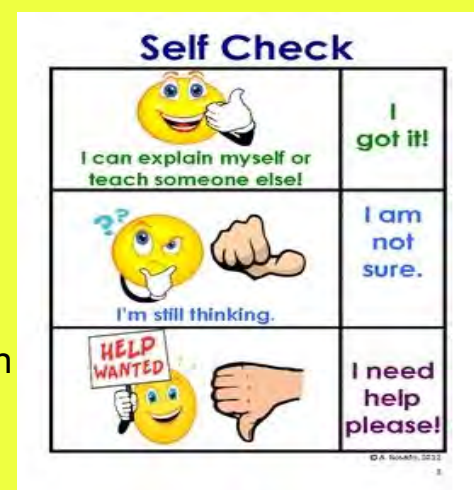 Self Check
I can explain myself or
teach someone else!
I
got it!
??
I'm still thinking.
I am
not
sure.
n
HELP
WANTED
I need
help
please!